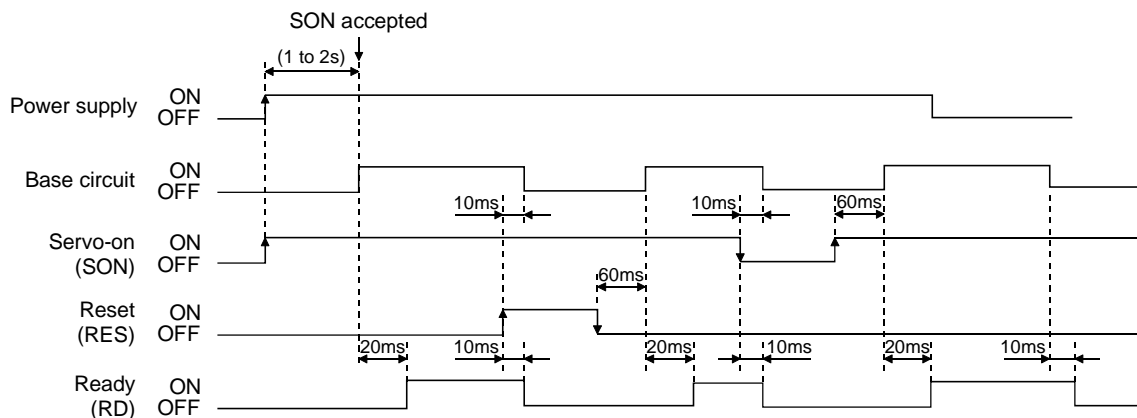 SON accepted
(1 to 2s)
Power supply ON
OFF
Base circuit ON
OFF
10ms 10ms 60ms
Servo-on ON
(SON) OFF
60ms
Reset ON
(RES) OFF
20ms 10ms 20ms 10ms 20ms 10ms
Ready ON
(RD) OFF